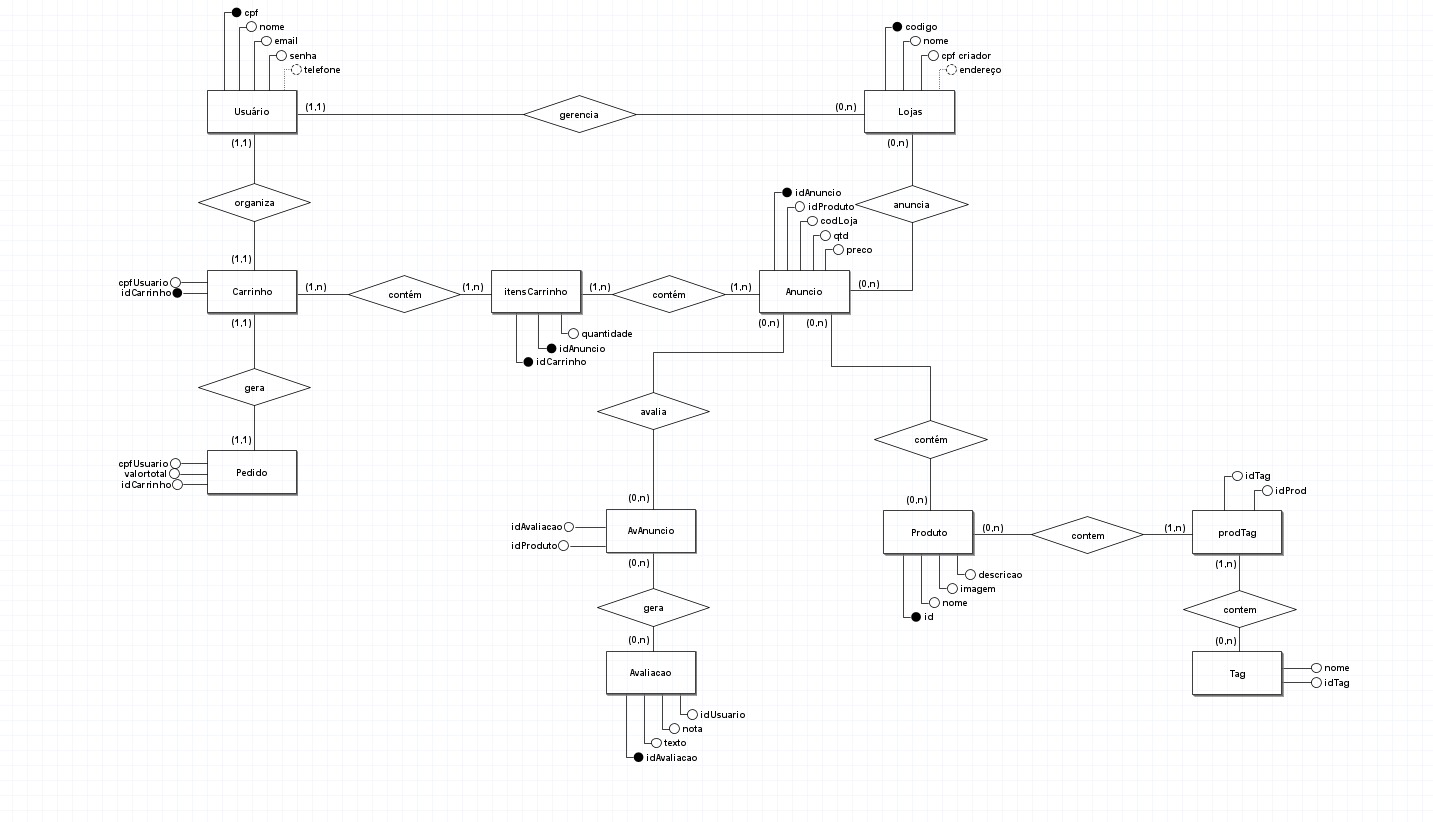 cpf
nome
email
senha
telefone
Usuário
(1,1)
gerencia
(0,n)
codigo
nome
cpf criador
endereço
Lojas
(1,1)
organiza
(1,1)
(0,n)
anuncia
(0,n)
cpfUsuario
idCarrinho
Carrinho
(1,n)
contém
(1,n)
itensCarrinho
quantidade
idAnuncio
idCarrinho
(1,n)
contém
(1,n)
idAnuncio
idProduto
codLoja
qtd
preco
Anuncio
(1,1)
gera
(1,1)
cpfUsuario
valortotal
idCarrinho
Pedido
(0,n)
avalia
(0,n)
idAvaliacao
idProduto
AvAnuncio
(0,n)
gera
(0,n)
Avaliacao
idUsuario
nota
texto
idAvaliacao
(0,n)
contém
(0,n)
Produto
descricao
imagem
nome
id
(0,n)
contem
(1,n)
idTag
idProd
prodTag
(1,n)
contem
(0,n)
Tag
nome
idTag